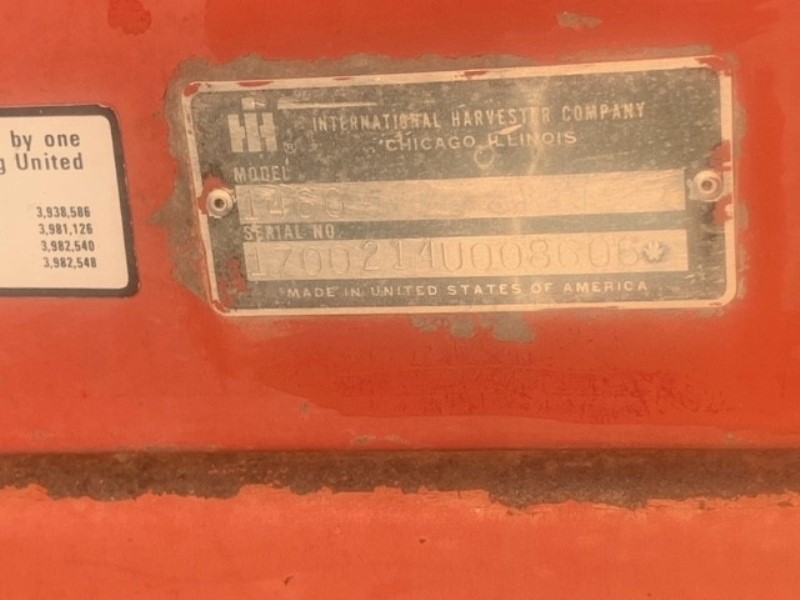 by one
g United
3,938,586
3,981,126
3,982,540
3,982,548
IH ®
INTERNATIONAL HARVESTER COMPANY
CHICAGO, ILLINOIS
MODEL
1460
SERIAL NO.
1700214U008606
MADE IN UNITED STATES OF AMERICA